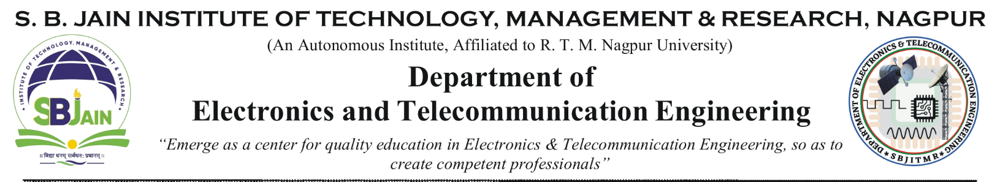 S. B. JAIN INSTITUTE OF TECHNOLOGY, MANAGEMENT & RESEARCH, NAGPUR
(An Autonomous Institute, Affiliated to R. T. M. Nagpur University)
Department of
Electronics and Telecommunication Engineering
“Emerge as a center for quality education in Electronics & Telecommunication Engineering, so as to
create competent professionals”
• INSTITUTE OF TECHNOLOGY, MANAGEMENT & RESEARCH •
SBJAIN
॥ विद्या धनम् सर्वधन: प्रधानम् ॥
DEPARTMENT OF ELECTRONICS & TELECOMMUNICATION ENGINEERING
* SBJITMR *